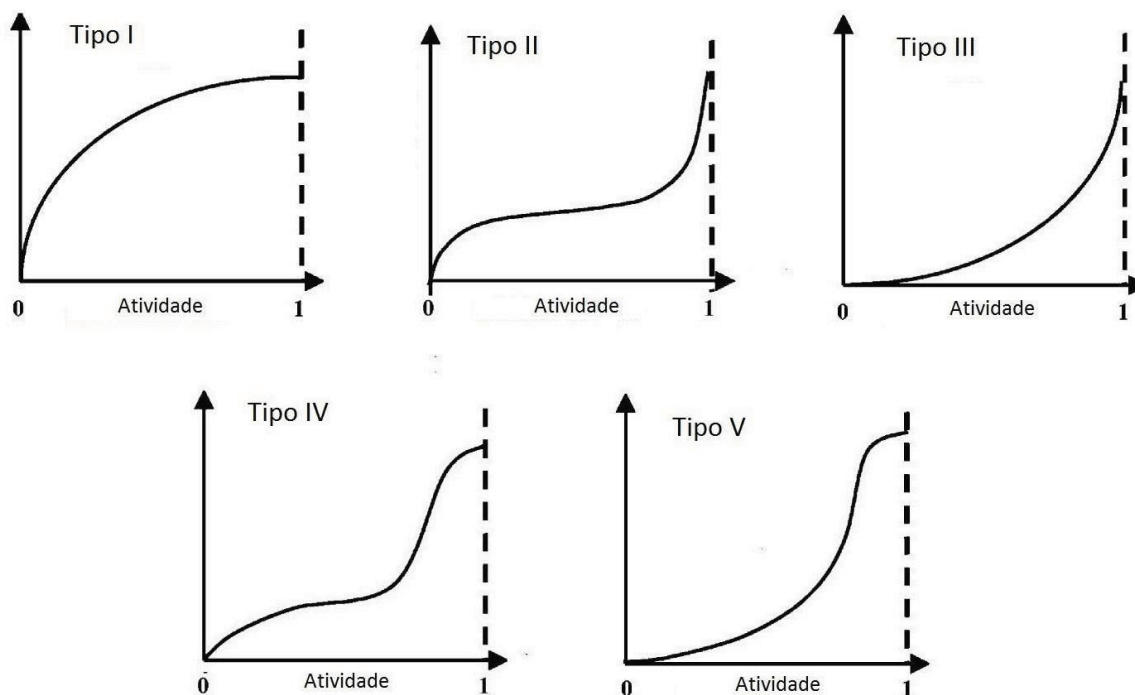 Tipo I
0
Atividade
1
Tipo II
0
Atividade
1
Tipo III
0
Atividade
1
Tipo IV
0
Atividade
1
Tipo V
0
Atividade
1